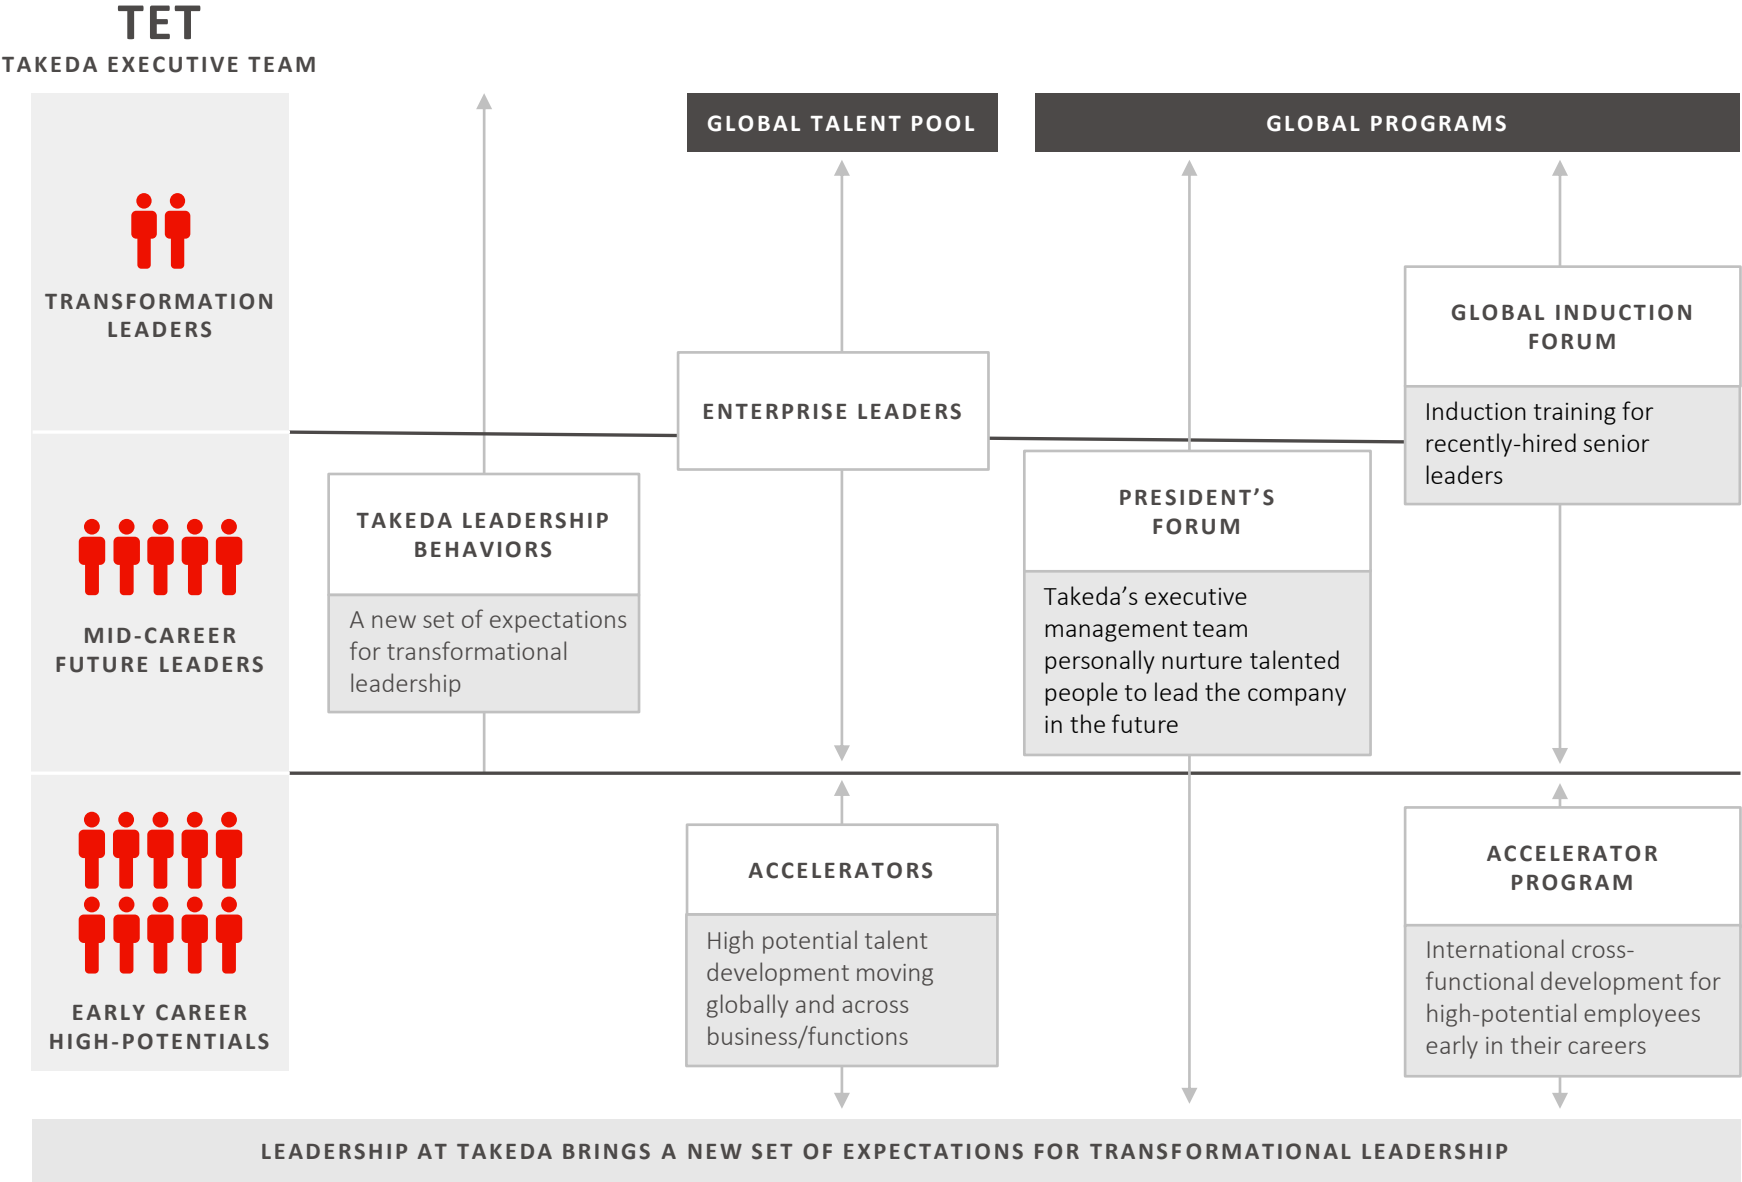 TET
TAKEDA EXECUTIVE TEAM
GLOBAL TALENT POOL
GLOBAL PROGRAMS
TRANSFORMATION
LEADERS
GLOBAL INDUCTION
FORUM
Induction training for
recently-hired senior
leaders
ENTERPRISE LEADERS
MID-CAREER
FUTURE LEADERS
TAKEDA LEADERSHIP
BEHAVIORS
A new set of expectations
for transformational
leadership
PRESIDENT’S
FORUM
Takeda’s executive
management team
personally nurture talented
people to lead the company
in the future
EARLY CAREER
HIGH-POTENTIALS
ACCELERATORS
High potential talent
development moving
globally and across
business/functions
ACCELERATOR
PROGRAM
International cross-
functional development for
high-potential employees
early in their careers
LEADERSHIP AT TAKEDA BRINGS A NEW SET OF EXPECTATIONS FOR TRANSFORMATIONAL LEADERSHIP